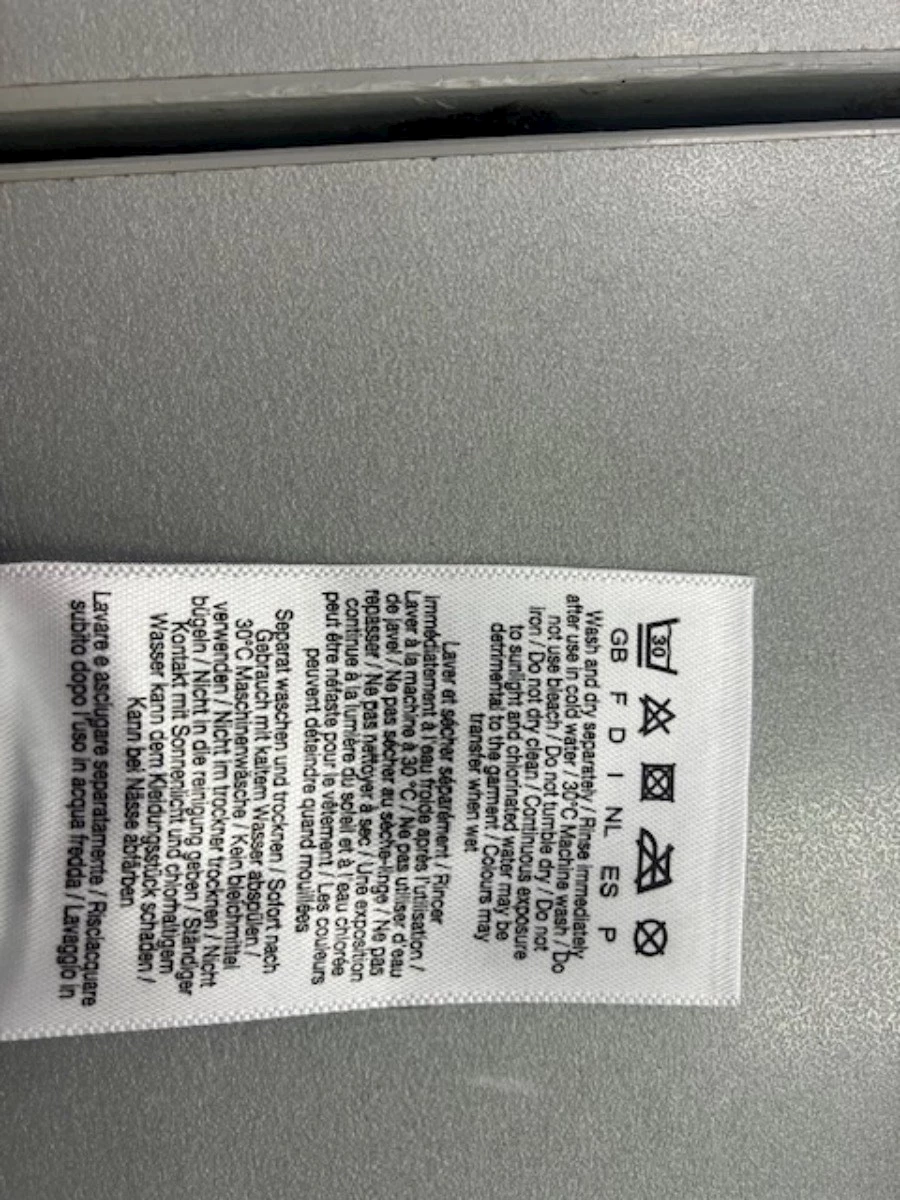 30
GB F D I NL ES P
Wash and dry separately / Rinse immediately
after use in cold water / 30°C Machine wash / Do
not use bleach / Do not tumble dry / Do not
iron / Do not dry clean / Continuous exposure
to sunlight and chlorinated water may be
detrimental to the garment / Colours may
transfer when wet
Laver et sécher séparément / Rincer
immédiatement à l'eau froide après l'utilisation /
Laver à la machine à 30 °C / Ne pas utiliser d'eau
de javel / Ne pas sécher au sèche-linge / Ne pas
repasser / Ne pas nettoyer à sec / Une exposition
continue à la lumière du soleil et à l'eau chlorée
peut être néfaste pour le vêtement / Les couleurs
peuvent déteindre quand mouillées
Separat waschen und trocknen / Sofort nach
Gebrauch mit kaltem Wasser abspülen /
30°C Maschinenwäsche / Kein bleichmittel
verwenden / Nicht im trockner trocknen / Nicht
bügeln / Nicht in die reinigung geben / Ständiger
Kontakt mit Sonnenlicht und chlorhaltigem
Wasser kann dem Kleidungsstück schaden /
Kann bei Nässe abfärben
Lavare e asciugare separatamente / Risciacquare
subito dopo l'uso in acqua fredda / Lavaggio in